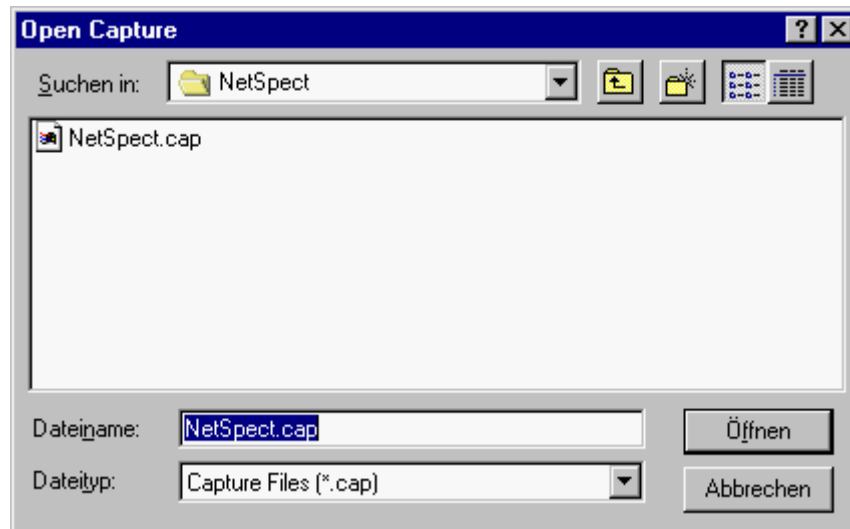 Open Capture
Suchen in: NetSpect
NetSpect.cap
Dateiname: NetSpect.cap Öffnen
Dateityp: Capture Files (*.cap) Abbrechen